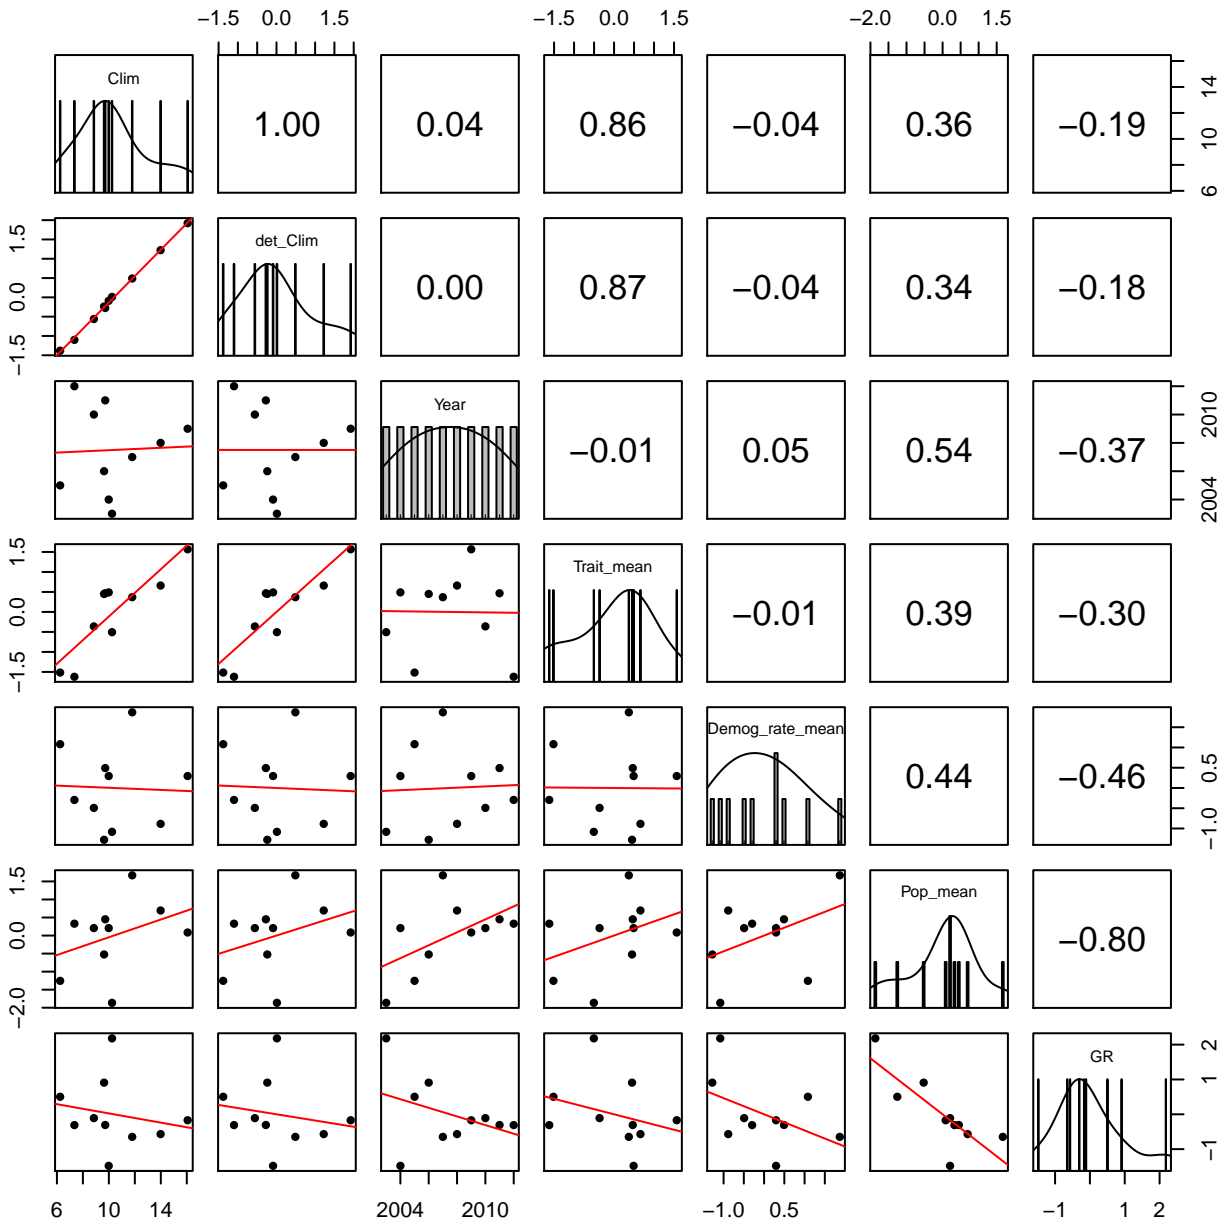 −1.5 0.0 1.5 −1.5 0.0 1.5 −2.0 0.0 1.5
Clim 1.00 0.04 0.86 −0.04 0.36 −0.19 6 10 14
−1.5 0.0 1.5 det_Clim 0.00 0.87 −0.04 0.34 −0.18
Year −0.01 0.05 0.54 −0.37 2004 2010
−1.5 0.0 1.5 Trait_mean −0.01 0.39 −0.30
Demog_rate_mean 0.44 −0.46 −1.0 0.5
−2.0 0.0 1.5 Pop_mean −0.80
GR −1 1 2
6 10 14 2004 2010 −1.0 0.5 −1 1 2